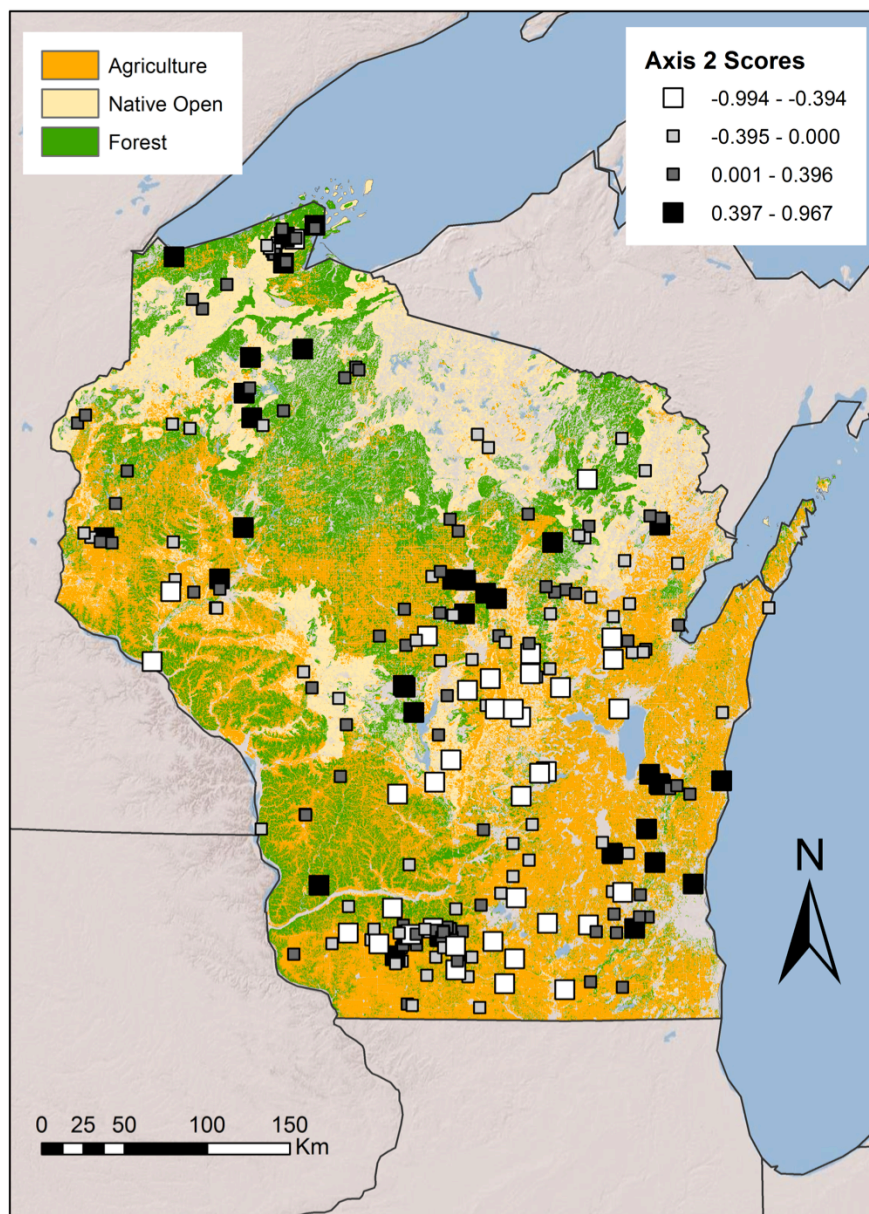 Agriculture
Native Open
Forest
Axis 2 Scores
-0.994 - -0.394
-0.395 - 0.000
0.001 - 0.396
0.397 - 0.967
N
0 25 50 100 150
Km